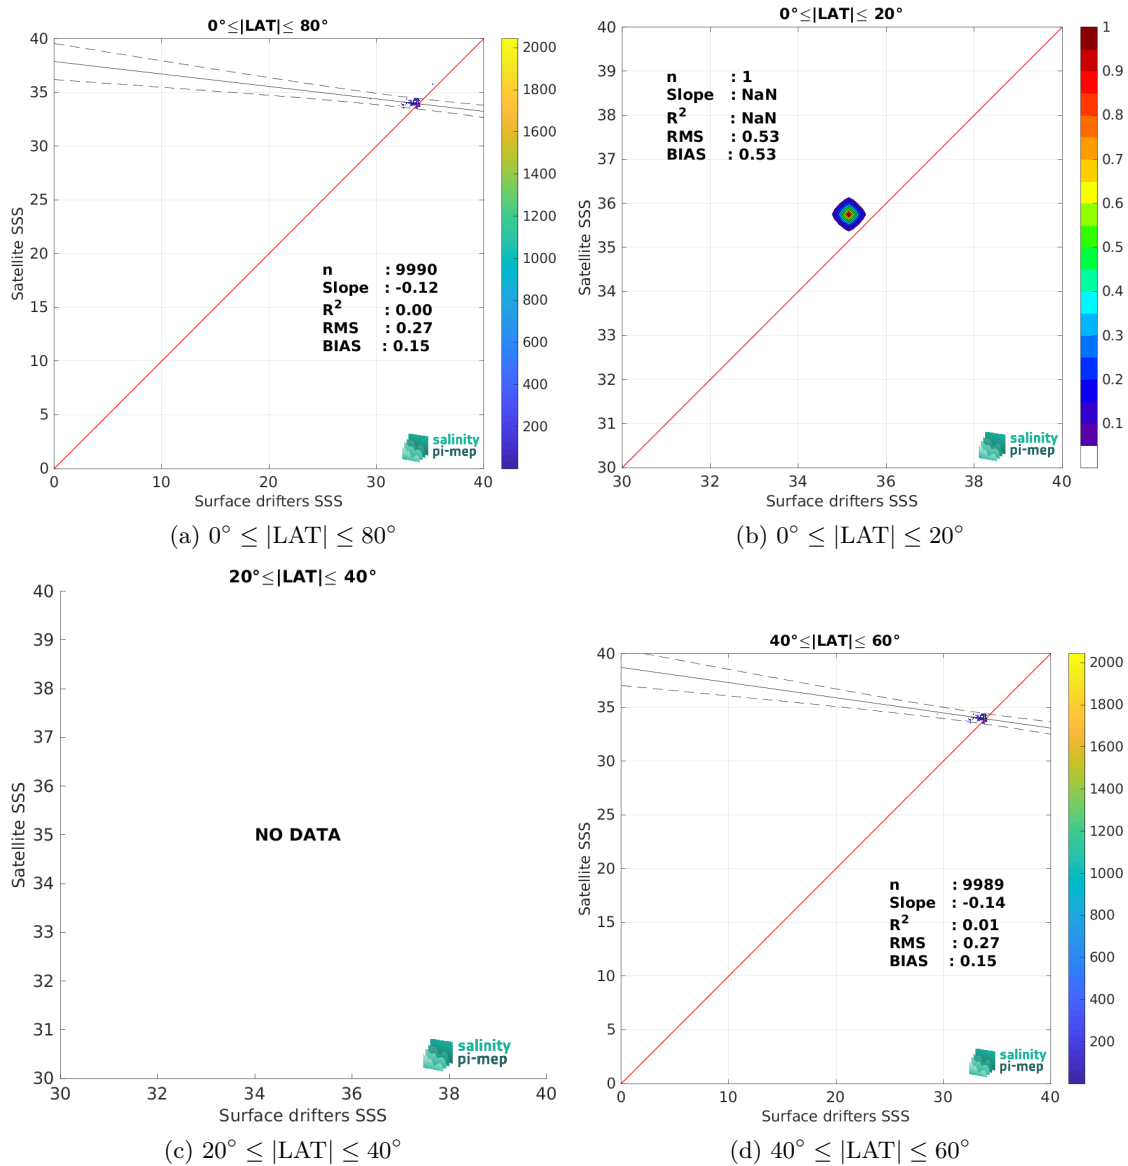 0°≤|LAT|≤ 80°
40
35
30
25
20
15
10
5
0
Satellite SSS
n : 9990
Slope : -0.12
R² : 0.00
RMS : 0.27
BIAS : 0.15
salinity
pi-mep
0 10 20 30 40
Surface drifters SSS
2000
1800
1600
1400
1200
1000
800
600
400
200
(a) 0° ≤ |LAT| ≤ 80°
0°≤|LAT|≤ 20°
40
39
38
37
36
35
34
33
32
31
30
Satellite SSS
n : 1
Slope : NaN
R² : NaN
RMS : 0.53
BIAS : 0.53
salinity
pi-mep
30 32 34 36 38 40
Surface drifters SSS
1
0.9
0.8
0.7
0.6
0.5
0.4
0.3
0.2
0.1
(b) 0° ≤ |LAT| ≤ 20°
20°≤|LAT|≤ 40°
40
39
38
37
36
35
34
33
32
31
30
Satellite SSS
NO DATA
salinity
pi-mep
30 32 34 36 38 40
Surface drifters SSS
(c) 20° ≤ |LAT| ≤ 40°
40°≤|LAT|≤ 60°
40
35
30
25
20
15
10
5
0
Satellite SSS
n : 9989
Slope : -0.14
R² : 0.01
RMS : 0.27
BIAS : 0.15
salinity
pi-mep
0 10 20 30 40
Surface drifters SSS
2000
1800
1600
1400
1200
1000
800
600
400
200
(d) 40° ≤ |LAT| ≤ 60°